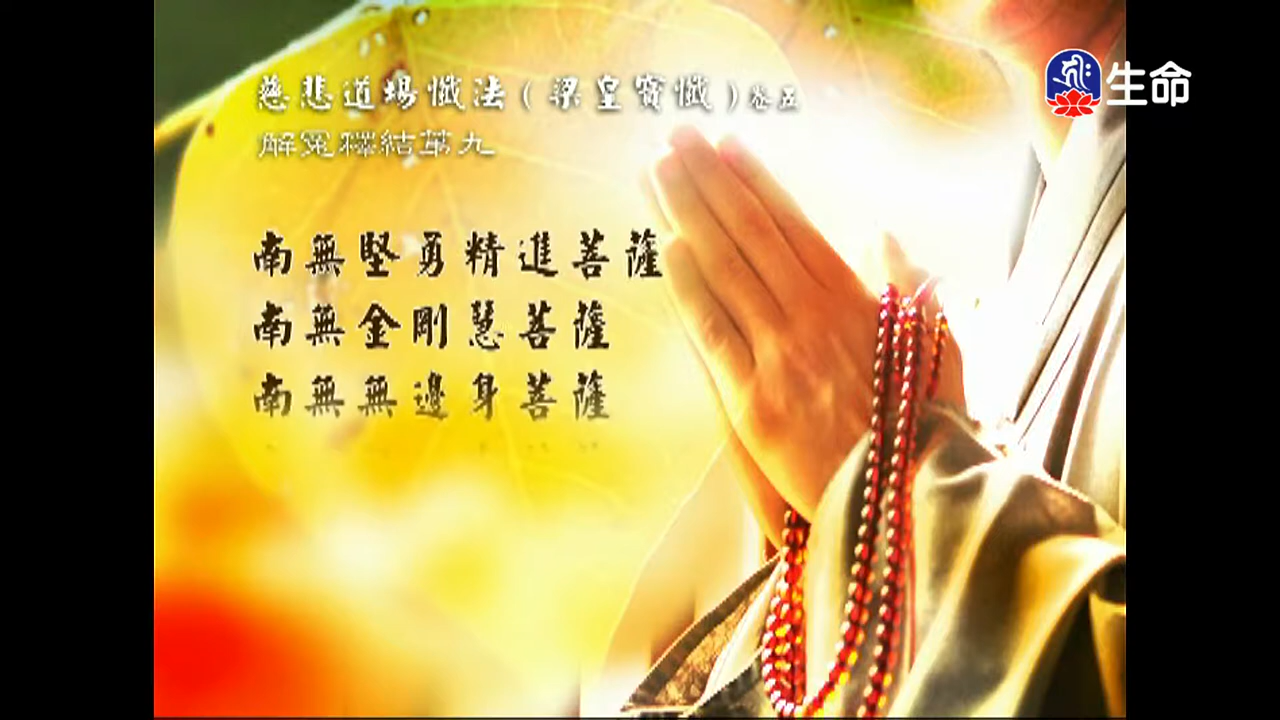 慈悲道場懺法(梁皇寳懺)卷五
解冤釋結第九
生命
南無堅勇精進菩薩
南無金剛慧菩薩
南無無邊身菩薩